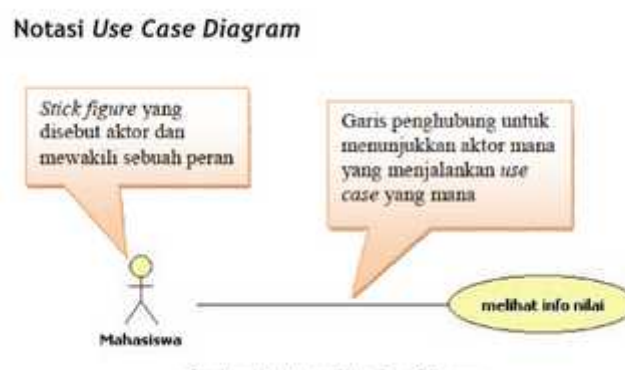 Notasi Use Case Diagram
Stick figure yang
disebut aktor dan
mewakili sebuah peran
Garis penghubung untuk
menunjukkan aktor mana
yang menjalankan use
case yang mana
melihat info nilai
Mahasiswa